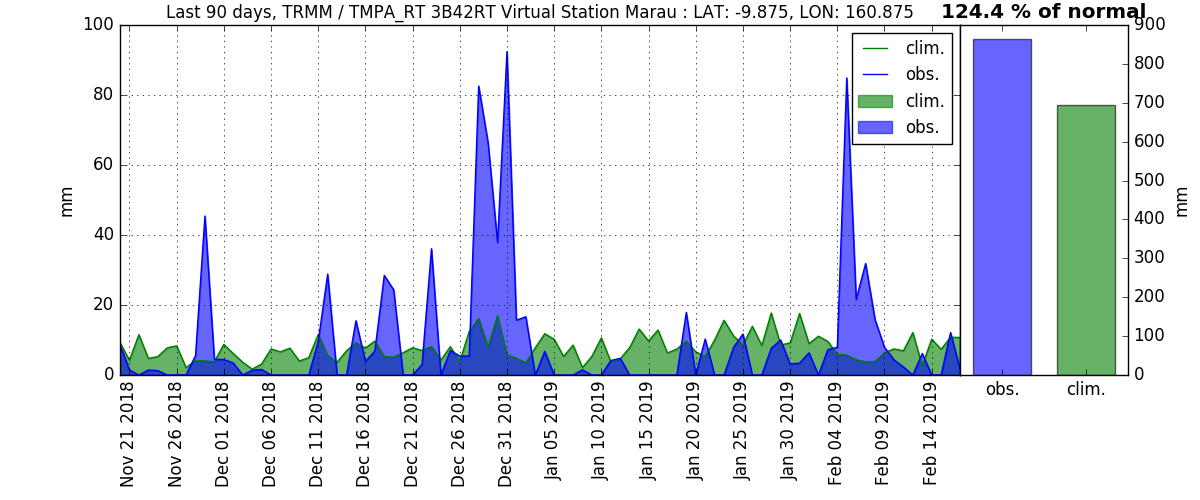 Last 90 days, TRMM / TMPA_RT 3B42RT Virtual Station Marau : LAT: -9.875, LON: 160.875
124.4 % of normal
100
80
60
40
20
0
mm
clim.
obs.
clim.
obs.
900
800
700
600
500
400
300
200
100
0
mm
Nov 21 2018
Nov 26 2018
Dec 01 2018
Dec 06 2018
Dec 11 2018
Dec 16 2018
Dec 21 2018
Dec 26 2018
Dec 31 2018
Jan 05 2019
Jan 10 2019
Jan 15 2019
Jan 20 2019
Jan 25 2019
Jan 30 2019
Feb 04 2019
Feb 09 2019
Feb 14 2019
obs.
clim.